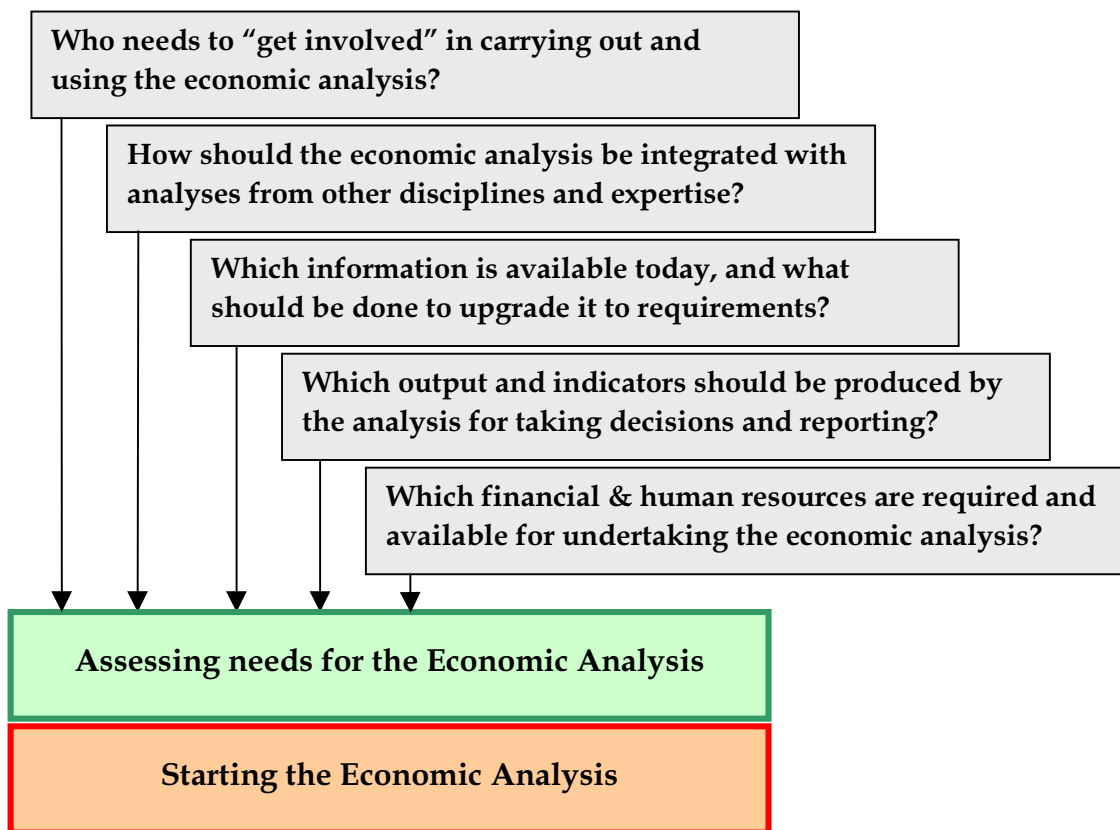 Who needs to “get involved” in carrying out and
using the economic analysis?
How should the economic analysis be integrated with
analyses from other disciplines and expertise?
Which information is available today, and what
should be done to upgrade it to requirements?
Which output and indicators should be produced by
the analysis for taking decisions and reporting?
Which financial & human resources are required and
available for undertaking the economic analysis?
Assessing needs for the Economic Analysis
Starting the Economic Analysis